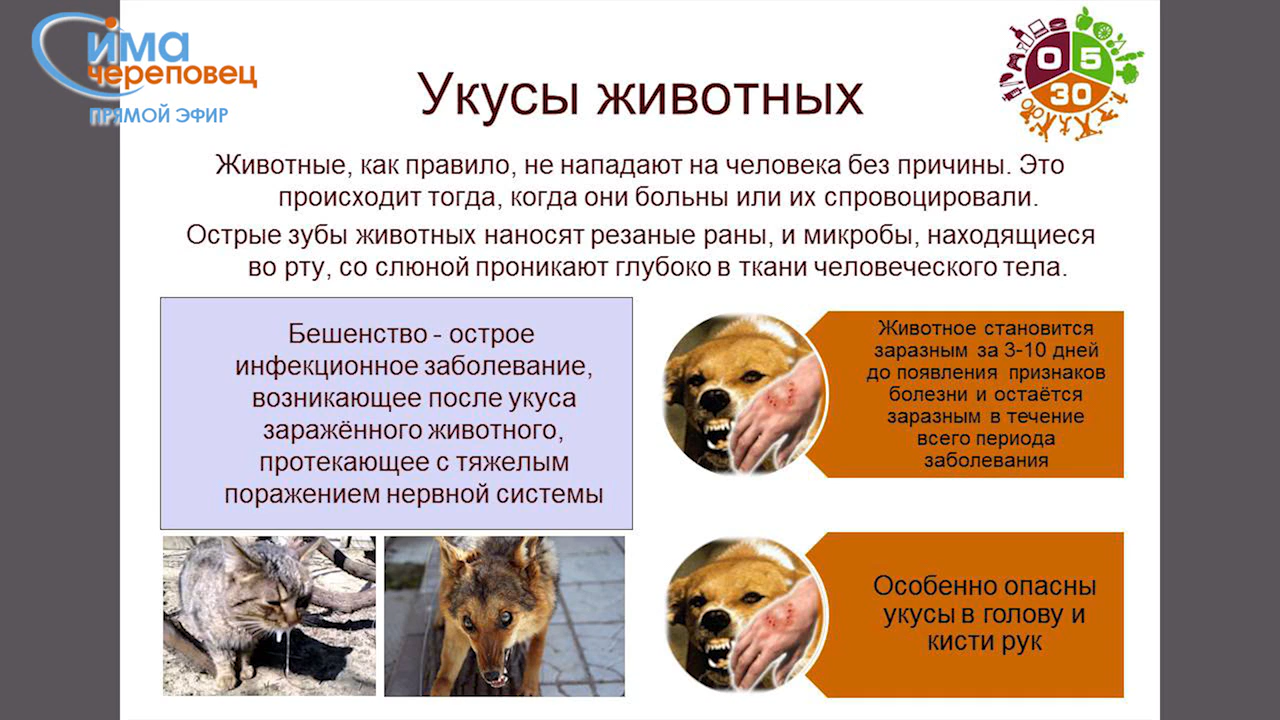 Cима
череповец
ПРЯМОЙ ЭФИР
0 5
30
Укусы животных
Животные, как правило, не нападают на человека без причины. Это
происходит тогда, когда они больны или их спровоцировали.
Острые зубы животных наносят резаные раны, и микробы, находящиеся
во рту, со слюной проникают глубоко в ткани человеческого тела.
Бешенство - острое
инфекционное заболевание,
возникающее после укуса
заражённого животного,
протекающее с тяжелым
поражением нервной системы
Животное становится
заразным за 3-10 дней
до появления признаков
болезни и остаётся
заразным в течение
всего периода
заболевания
Особенно опасны
укусы в голову и
кисти рук